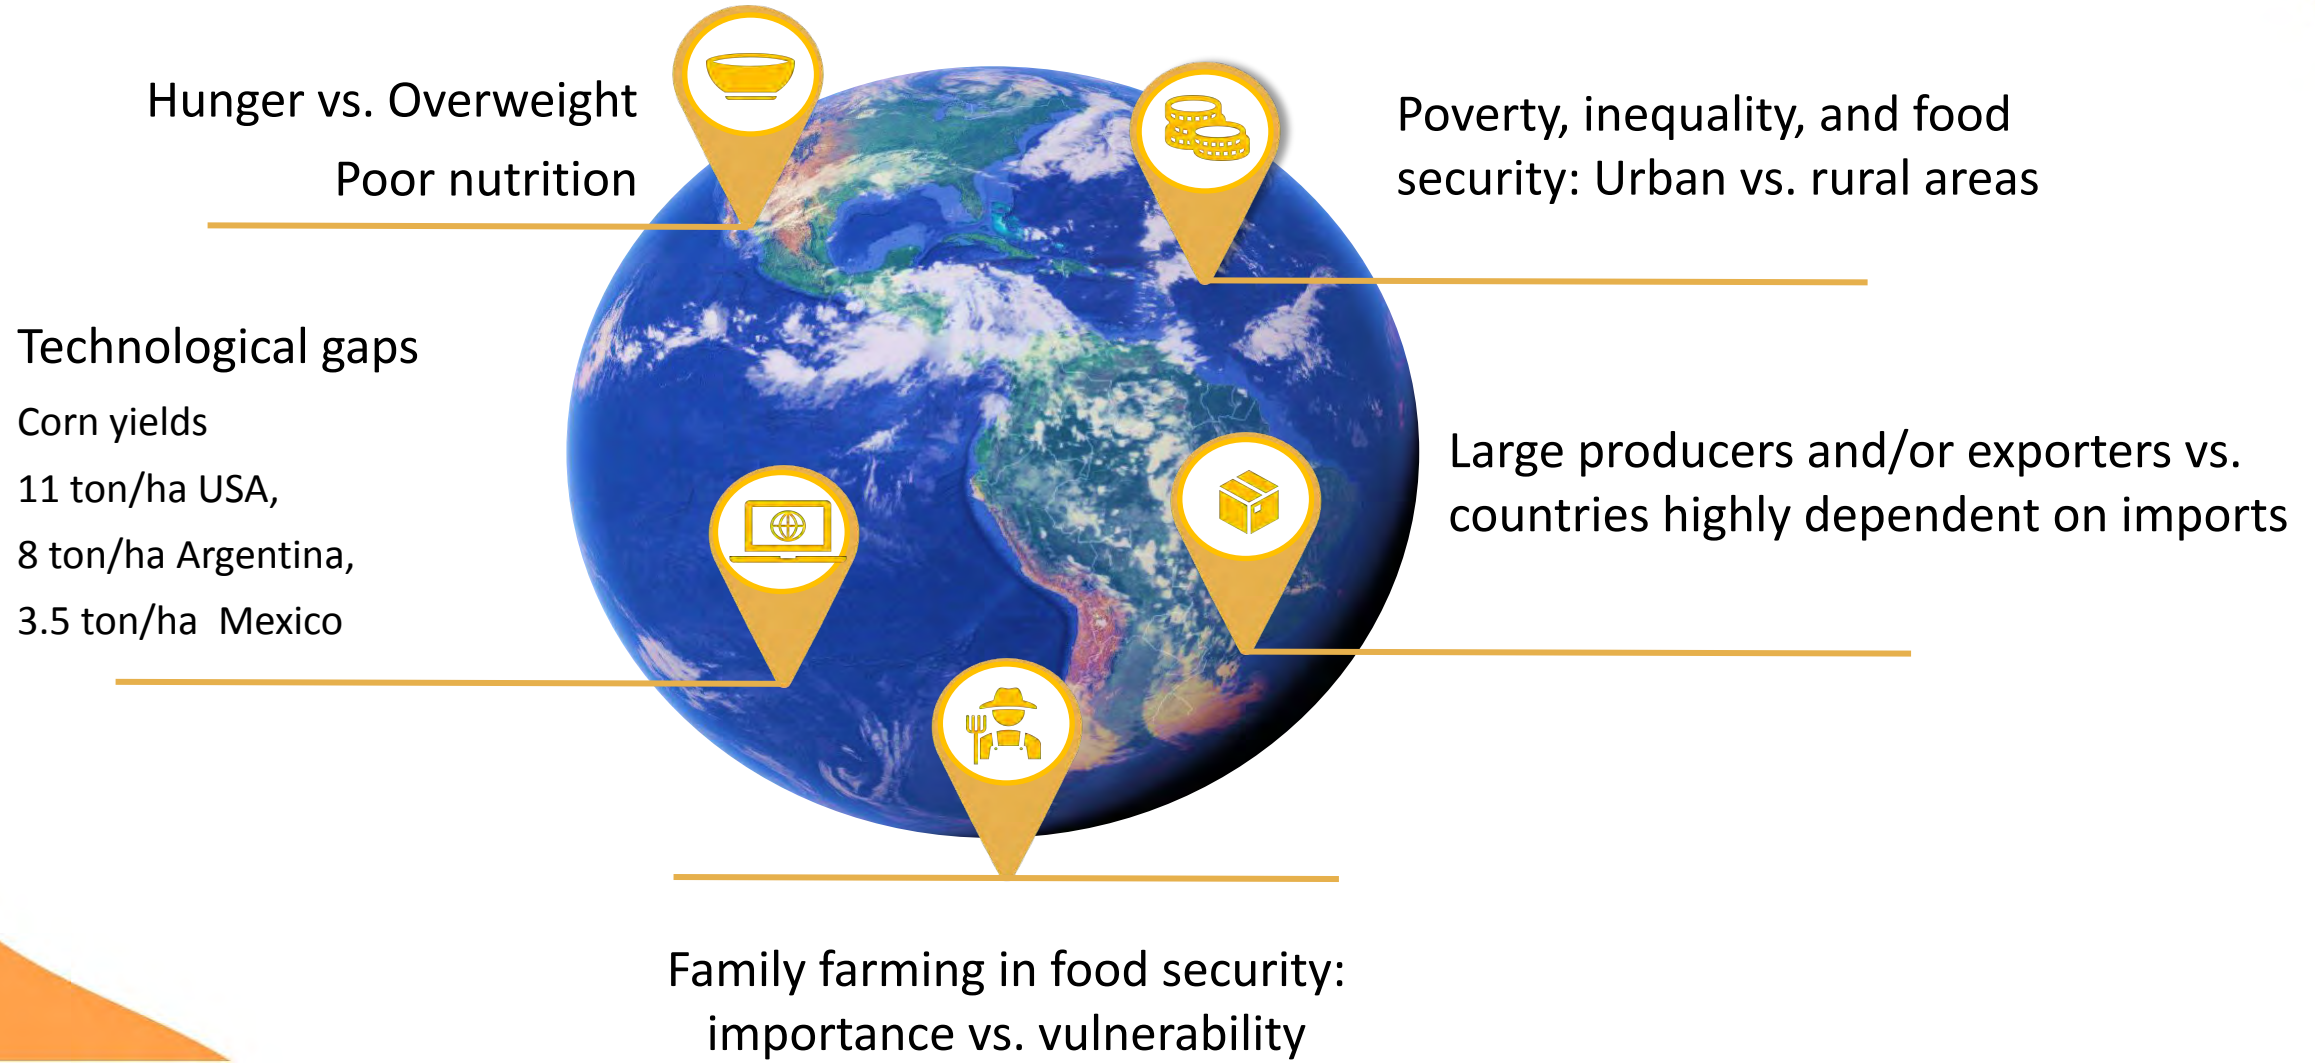 Hunger vs. Overweight
Poor nutrition
Poverty, inequality, and food
security: Urban vs. rural areas
Technological gaps
Corn yields
11 ton/ha USA,
8 ton/ha Argentina,
3.5 ton/ha  Mexico
Large producers and/or exporters vs.
countries highly dependent on imports
Family farming in food security:
importance vs. vulnerability